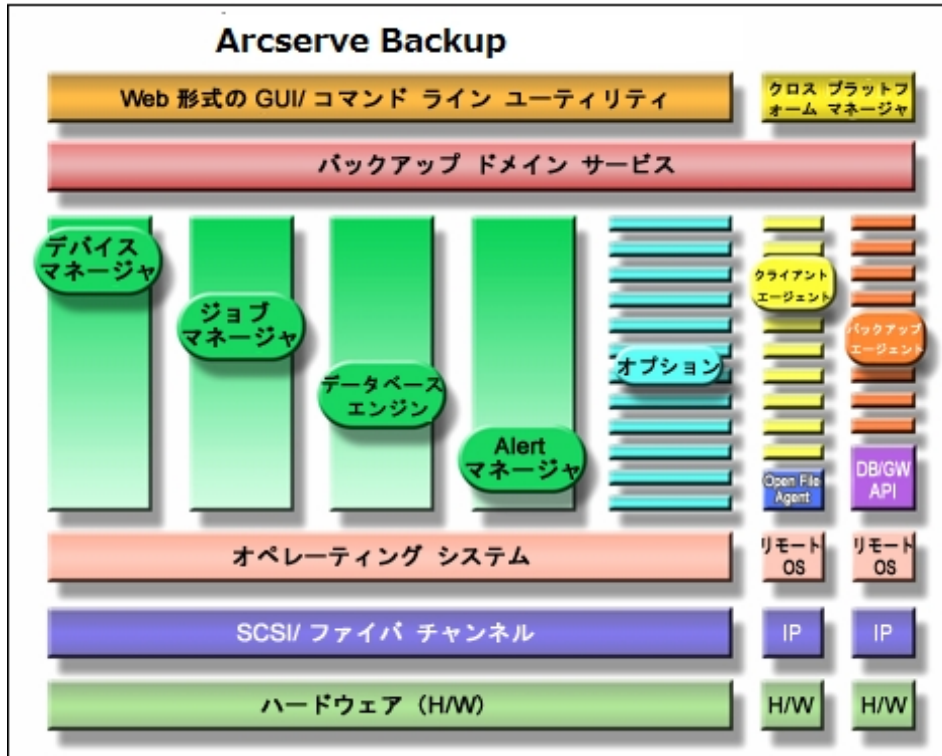 Arcserve Backup
Web 形式の GUI/ コマンド ライン ユーティリティ
クロス プラットフ
ォーム マネージャ
バックアップ ドメイン サービス
デバイス
マネージャ
ジョブ
マネージャ
データベース
エンジン
Alert
マネージャ
オプション
クライアント
エージェント
バックアップ
エージェント
Open File
Agent
DB/GW
API
オペレーティング システム
リモート
OS
リモート
OS
SCSI/ ファイバ チャンネル
IP
IP
ハードウェア (H/W)
H/W
H/W